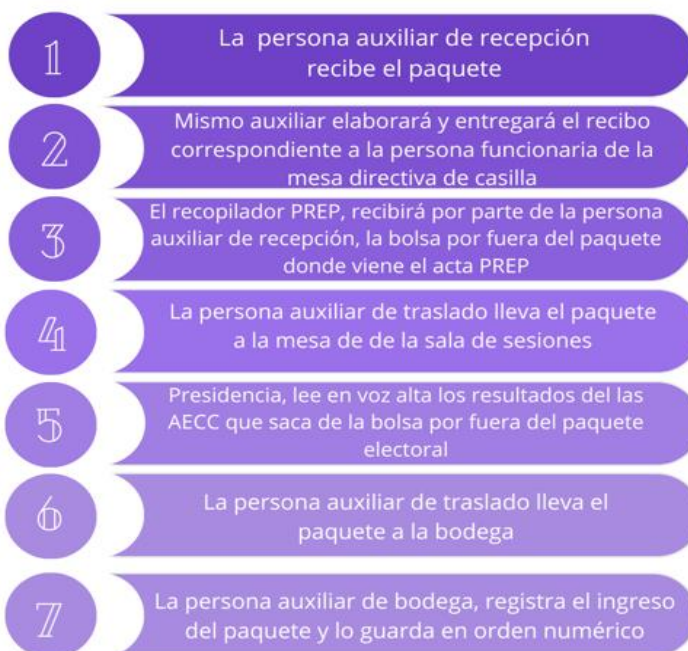 1
La persona auxiliar de recepción
recibe el paquete
2
Mismo auxiliar elaborará y entregará el recibo
correspondiente a la persona funcionaria de la
mesa directiva de casilla
3
El recopilador PREP, recibirá por parte de la persona
auxiliar de recepción, la bolsa por fuera del paquete
donde viene el acta PREP
4
La persona auxiliar de traslado lleva el paquete
a la mesa de de la sala de sesiones
5
Presidencia, lee en voz alta los resultados del las
AECC que saca de la bolsa por fuera del paquete
electoral
6
La persona auxiliar de traslado lleva el
paquete a la bodega
7
La persona auxiliar de bodega, registra el ingreso
del paquete y lo guarda en orden numérico